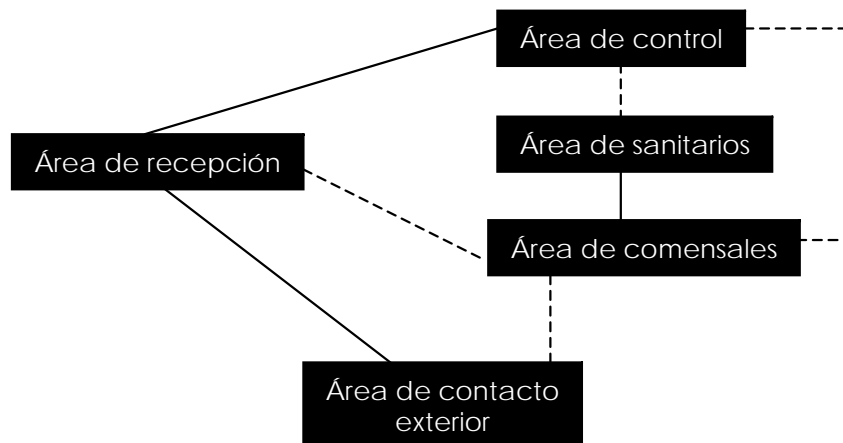 Área de control
Área de sanitarios
Área de recepción
Área de comensales
Área de contacto
exterior